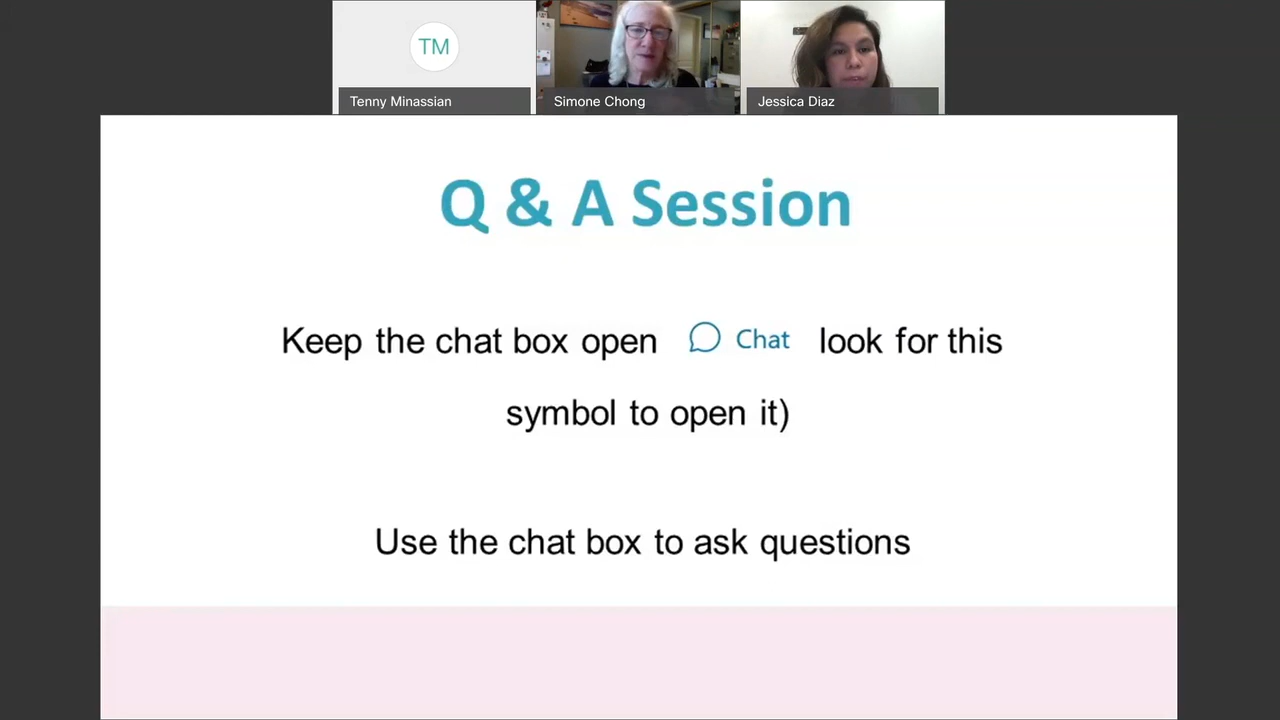 TM
Tenny Minassian
Simone Chong
Jessica Diaz
Q & A Session
Keep the chat box open Chat look for this
symbol to open it)
Use the chat box to ask questions